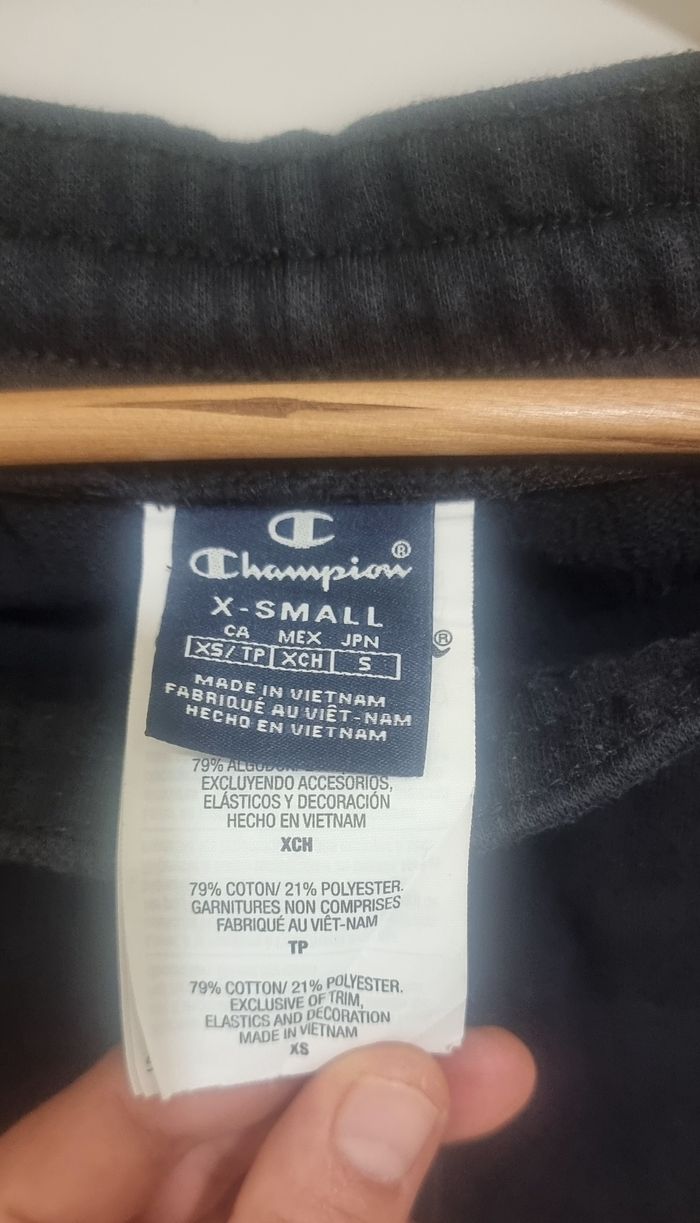 Champion®
X-SMALL
CA MEX JPN
XS/TP XCH S
®
MADE IN VIETNAM
FABRIQUÉ AU VIÊT-NAM
HECHO EN VIETNAM
79%
EXCLUYENDO ACCESORIOS,
ELÁSTICOS Y DECORACIÓN
HECHO EN VIETNAM
XCH
79% COTON/ 21% POLYESTER.
GARNITURES NON COMPRISES
FABRIQUÉ AU VIÊT-NAM
TP
79% COTTON/ 21% POLYESTER.
EXCLUSIVE OF TRIM,
ELASTICS AND DECORATION
MADE IN VIETNAM
XS